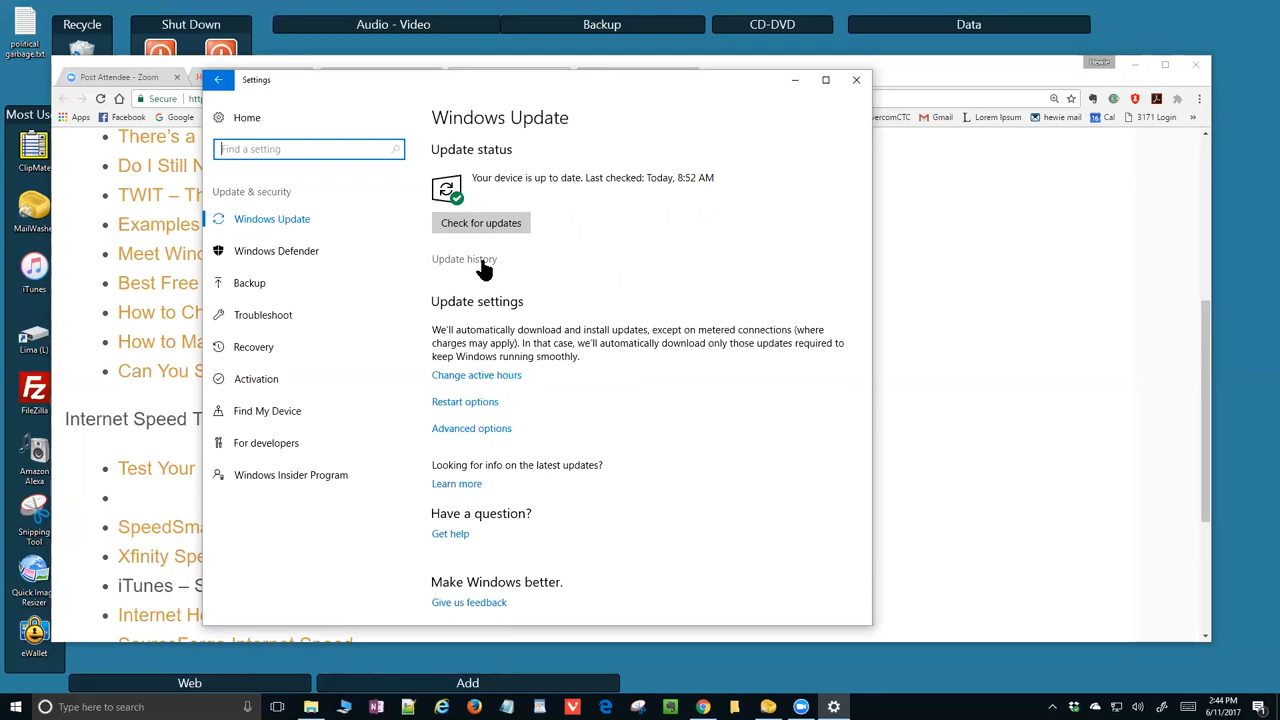 political
garbage.txt
Recycle
Shut Down
Audio - Video
Backup
CD-DVD
Data
Most Us
ClipMate
MailWashe
iTunes
Lima (L)
FileZilla
Amazon
Alexa
Snipping
Tool
Quick Image
Resizer
eWallet
Hewie
Post Attendee - Zoom
Secure
http
Apps
Facebook
Google
vercomCTC
Gmail
Lorem Ipsum
hewie mail
Cal
3171 Login
There's a
Do I Still N
TWIT – Th
Examples
Meet Wind
Best Free
How to Ch
How to Ma
Can You S
Internet Speed T
Test Your
SpeedSma
Xfinity Spe
iTunes – S
Internet He
SourceForge Internet Speed
Settings
Home
Find a setting
Update & security
Windows Update
Windows Defender
Backup
Troubleshoot
Recovery
Activation
Find My Device
For developers
Windows Insider Program
Windows Update
Update status
Your device is up to date. Last checked: Today, 8:52 AM
Check for updates
Update history
Update settings
We'll automatically download and install updates, except on metered connections (where
charges may apply). In that case, we'll automatically download only those updates required to
keep Windows running smoothly.
Change active hours
Restart options
Advanced options
Looking for info on the latest updates?
Learn more
Have a question?
Get help
Make Windows better.
Give us feedback
Web
Add
Type here to search
2:44 PM
6/11/2017